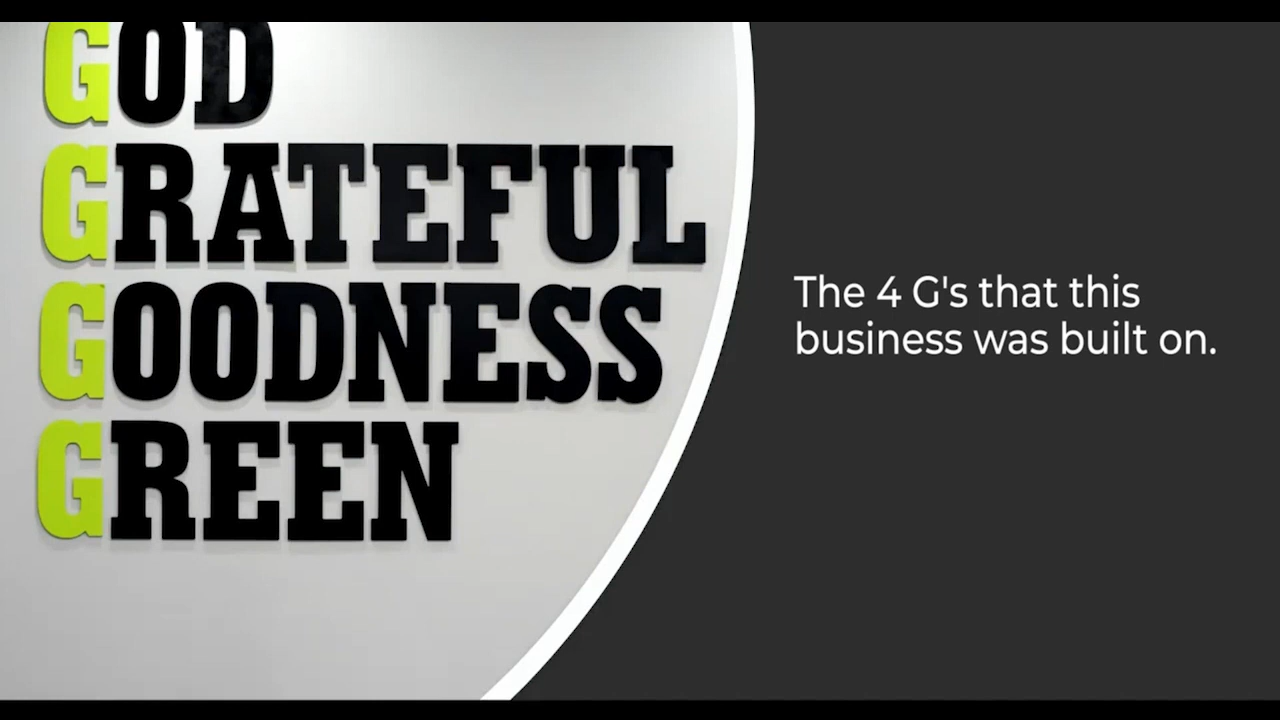 GOD
GRATEFUL
GOODNESS
GREEN
The 4 G's that this
business was built on.